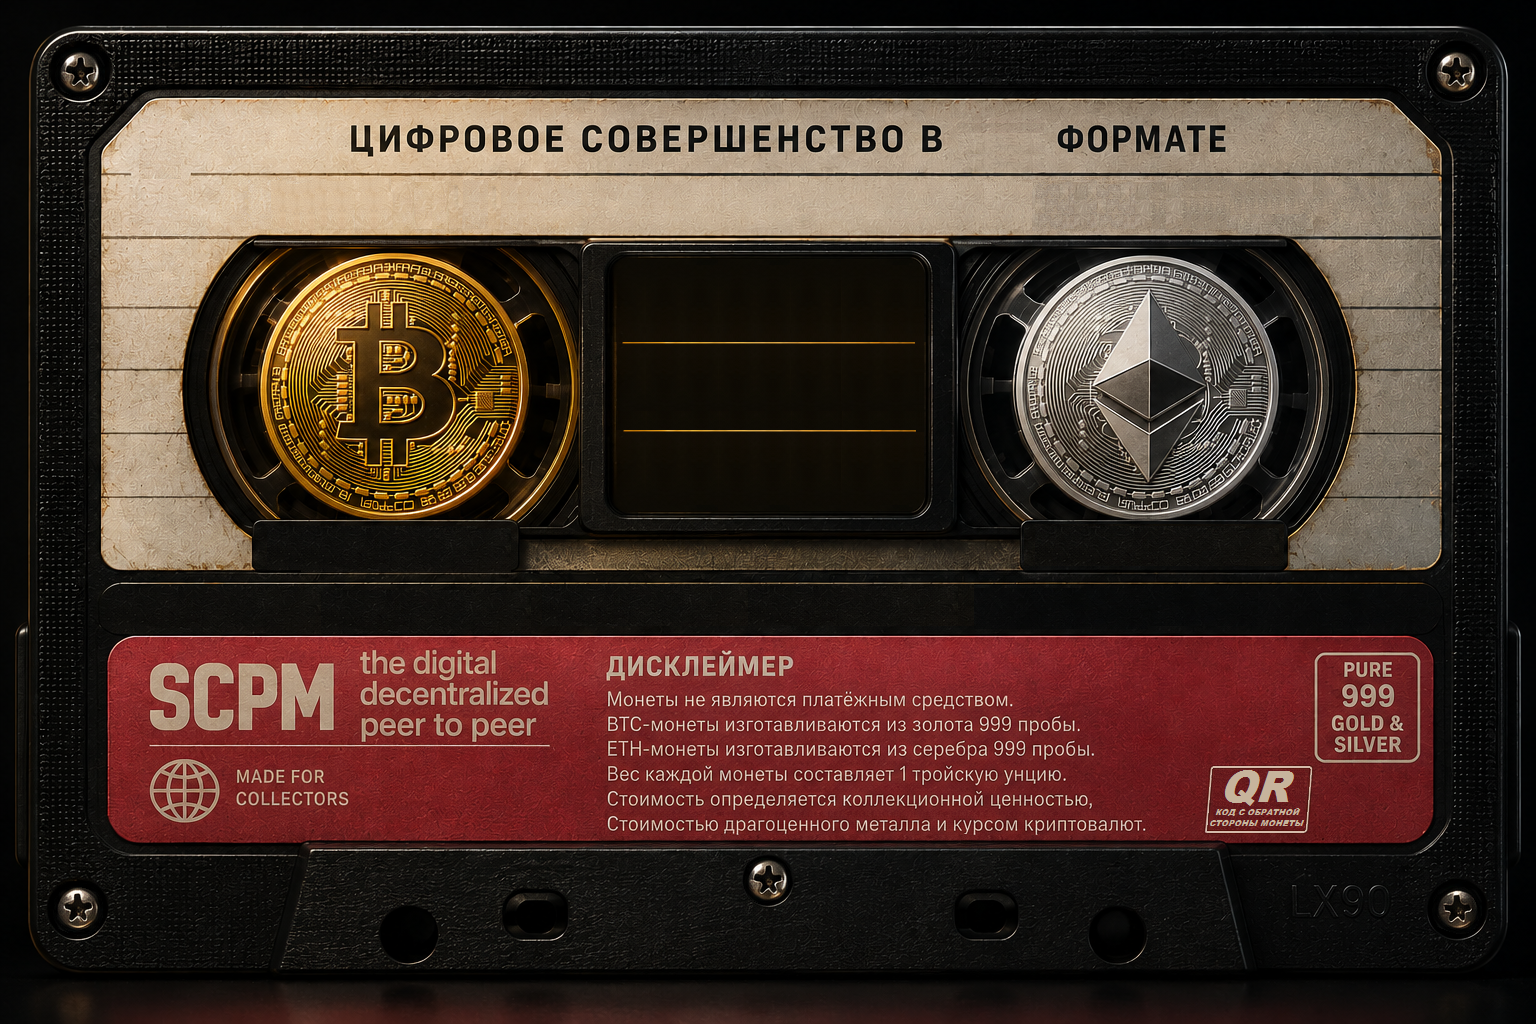 ЦИФРОВОЕ СОВЕРШЕНСТВО В ФОРМАТЕ
SCPM
the digital
decentralized
peer to peer
MADE FOR
COLLECTORS
ДИСКЛЕЙМЕР
Монеты не являются платёжным средством.
BTC-монеты изготавливаются из золота 999 пробы.
ETH-монеты изготавливаются из серебра 999 пробы.
Вес каждой монеты составляет 1 тройскую унцию.
Стоимость определяется коллекционной ценностью,
Стоимостью драгоценного металла и курсом криптовалют.
PURE
999
GOLD &
SILVER
QR
КОД С ОБРАТНОЙ
СТОРОНЫ МОНЕТЫ
LX90